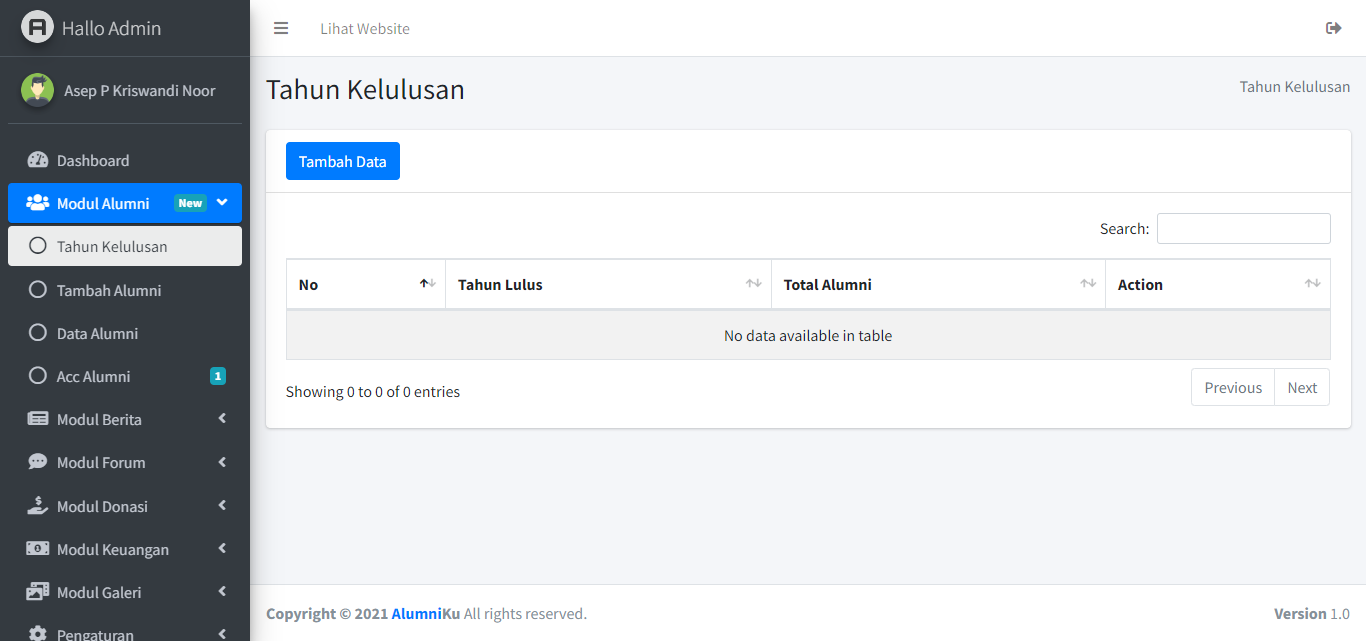 Hallo Admin
Lihat Website
Asep P Kriswandi Noor
Dashboard
Modul Alumni New
Tahun Kelulusan
Tambah Alumni
Data Alumni
Acc Alumni 1
Modul Berita
Modul Forum
Modul Donasi
Modul Keuangan
Modul Galeri
Pengaturan
Tahun Kelulusan
Tahun Kelulusan
Tambah Data
Search:
No Tahun Lulus Total Alumni Action
No data available in table
Showing 0 to 0 of 0 entries
Previous Next
Copyright © 2021 AlumniKu All rights reserved.
Version 1.0